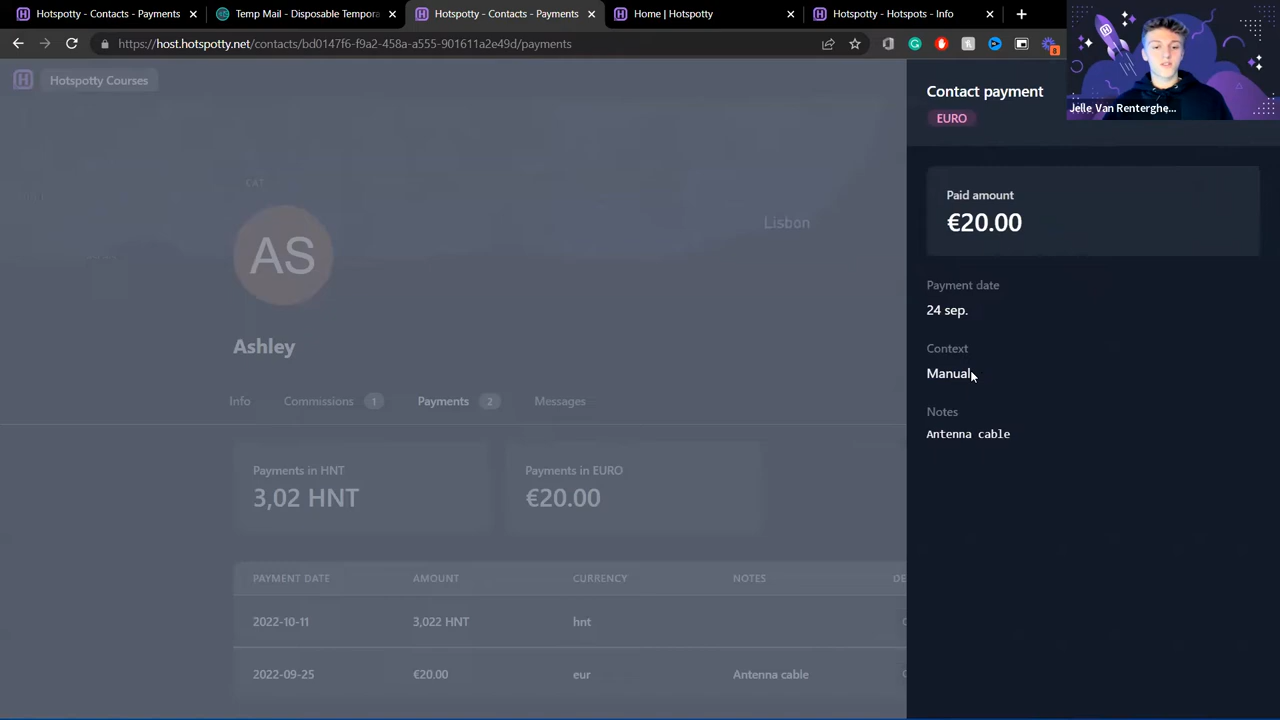 Hotspotty - Contacts - Payments
Temp Mail - Disposable Tempora
Hotspotty - Contacts - Payments
Home | Hotspotty
Hotspotty - Hotspots - Info
https://host.hotspotty.net/contacts/bd0147f6-f9a2-458a-a555-901631a2e49d/payments
8
Jelle Van Renterghe...
H
Hotspotty Courses
CAT
Lisbon
AS
Ashley
Info
Commissions 1
Payments 2
Messages
Payments in HNT
3,02 HNT
Payments in EURO
€20.00
PAYMENT DATE AMOUNT CURRENCY NOTES DE
2022-10-11 3,022 HNT hnt
2022-09-25 €20.00 eur Antenna cable
Contact payment
EURO
Paid amount
€20.00
Payment date
24 sep.
Context
Manual
Notes
Antenna cable